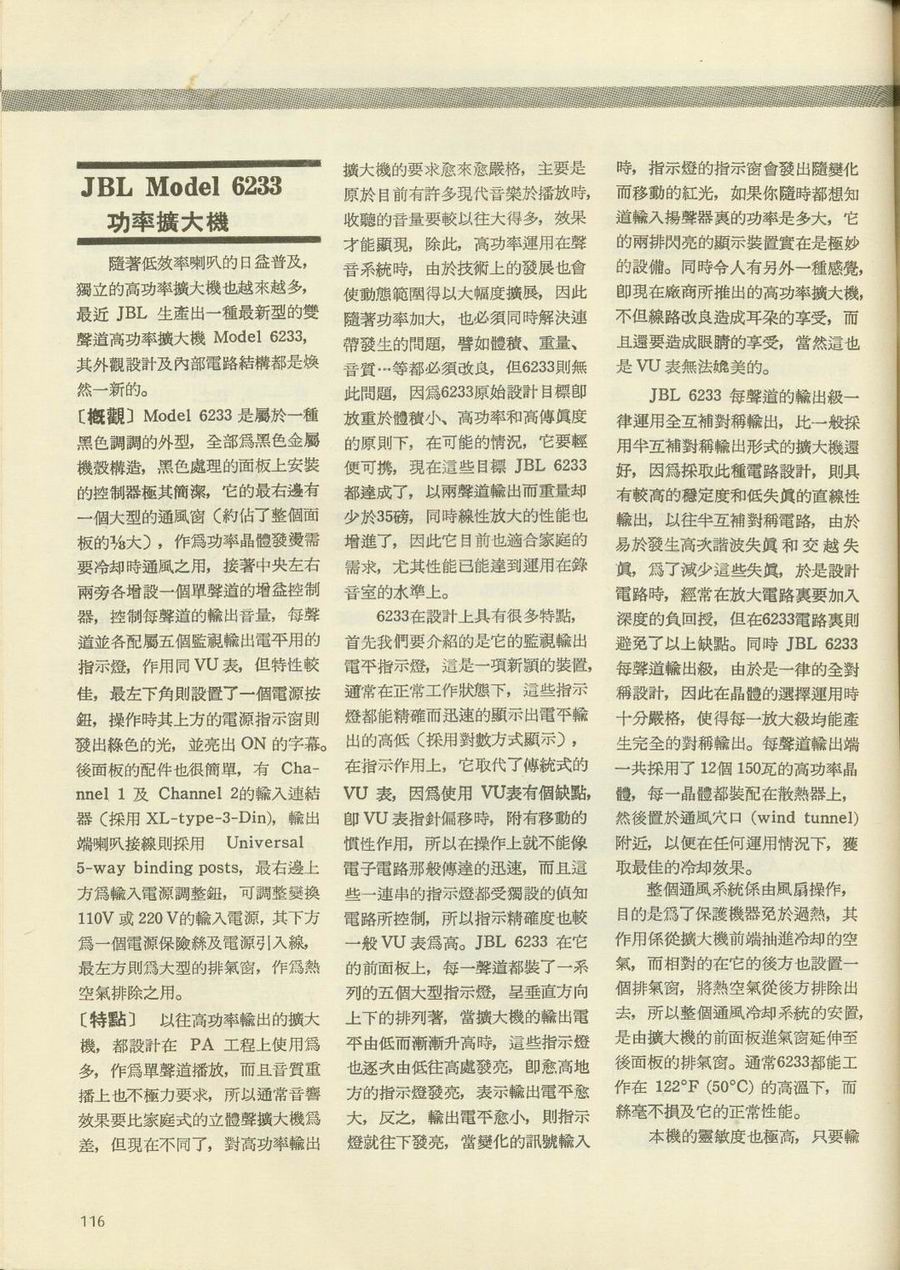 JBL Model 6233
功率擴大機
隨著低效率喇叭的日益普及，
獨立的高功率擴大機也越來越多，
最近 JBL 生產出一種最新型的雙
聲道高功率擴大機 Model 6233，
其外觀設計及內部電路結構都是煥
然一新的。
〔概觀〕Model 6233 是屬於一種
黑色調調的外型，全部爲黑色金屬
機殼構造，黑色處理的面板上安裝
的控制器極其簡潔，它的最右邊有
一個大型的通風窗（約佔了整個面
板的⅓大），作爲功率晶體發燙需
要冷却時通風之用，接著中央左右
兩旁各增設一個單聲道的增益控制
器，控制每聲道的輸出音量，每聲
道並各配屬五個監視輸出電平用的
指示燈，作用同 VU 表，但特性較
佳，最左下角則設置了一個電源按
鈕，操作時其上方的電源指示窗則
發出綠色的光，並亮出 ON 的字幕。
後面板的配件也很簡單，有 Cha-
nnel 1 及 Channel 2的輸入連結
器（採用 XL-type-3-Din)，輸出
端喇叭接線則採用 Universal
5-way binding posts，最右邊上
方爲輸入電源調整鈕，可調整變換
110V 或 220 V的輸入電源，其下方
爲一個電源保險絲及電源引入線，
最左方則爲大型的排氣窗，作爲熱
空氣排除之用。
〔特點〕 以往高功率輸出的擴大
機，都設計在 PA 工程上使用爲
多，作爲單聲道播放，而且音質重
播上也不極力要求，所以通常音響
效果要比家庭式的立體聲擴大機爲
差，但現在不同了，對高功率輸出
擴大機的要求愈來愈嚴格，主要是
原於目前有許多現代音樂於播放時，
收聽的音量要較以往大得多，效果
才能顯現，除此，高功率運用在聲
音系統時，由於技術上的發展也會
使動態範圍得以大幅度擴展，因此
隨著功率加大，也必須同時解決連
帶發生的問題，譬如體積、重量、
音質…等都必須改良，但6233則無
此問題，因爲6233原始設計目標卽
放重於體積小、高功率和高傳眞度
的原則下，在可能的情況，它要輕
便可携，現在這些目標 JBL 6233
都達成了，以兩聲道輸出而重量却
少於35磅，同時線性放大的性能也
增進了，因此它目前也適合家庭的
需求，尤其性能已能達到運用在錄
音室的水準上。
6233在設計上具有很多特點，
首先我們要介紹的是它的監視輸出
電平指示燈，這是一項新穎的裝置，
通常在正常工作狀態下，這些指示
燈都能精確而迅速的顯示出電平輸
出的高低（採用對數方式顯示），
在指示作用上，它取代了傳統式的
VU 表，因爲使用 VU表有個缺點，
卽 VU 表指針偏移時，附有移動的
慣性作用，所以在操作上就不能像
電子電路那般傳達的迅速，而且這
些一連串的指示燈都受獨設的偵知
電路所控制，所以指示精確度也較
一般 VU 表爲高。JBL 6233 在它
的前面板上，每一聲道都裝了一系
列的五個大型指示燈，呈垂直方向
上下的排列著，當擴大機的輸出電
平由低而漸漸升高時，這些指示燈
也逐次由低往高處發亮，卽愈高地
方的指示燈發亮，表示輸出電平愈
大，反之，輸出電平愈小，則指示
燈就往下發亮，當變化的訊號輸入
時，指示燈的指示窗會發出隨變化
而移動的紅光，如果你隨時都想知
道輸入揚聲器裏的功率是多大，它
的兩排閃亮的顯示裝置實在是極妙
的設備。同時令人有另外一種感覺，
卽現在廠商所推出的高功率擴大機，
不但線路改良造成耳朶的享受，而
且還要造成眼睛的享受，當然這也
是 VU 表無法媲美的。
JBL 6233 每聲道的輸出級一
律運用全互補對稱輸出，比一般採
用半互補對稱輸出形式的擴大機還
好，因爲採取此種電路設計，則具
有較高的穩定度和低失眞的直線性
輸出，以往半互補對稱電路，由於
易於發生高次諧波失眞和交越失
眞，爲了減少這些失眞，於是設計
電路時，經常在放大電路裏要加入
深度的負回授，但在6233電路裏則
避免了以上缺點。同時 JBL 6233
每聲道輸出級，由於是一律的全對
稱設計，因此在晶體的選擇運用時
十分嚴格，使得每一放大級均能產
生完全的對稱輸出。每聲道輸出端
一共採用了 12個 150瓦的高功率晶
體，每一晶體都裝配在散熱器上，
然後置於通風穴口 (wind tunnel)
附近，以便在任何運用情況下，獲
取最佳的冷却效果。
整個通風系統係由風扇操作，
目的是爲了保護機器免於過熱，其
作用係從擴大機前端抽進冷却的空
氣，而相對的在它的後方也設置一
個排氣窗，將熱空氣從後方排除出
去，所以整個通風冷却系統的安置，
是由擴大機的前面板進氣窗延伸至
後面板的排氣窗。通常6233都能工
作在 122°F (50°C) 的高溫下，而
絲毫不損及它的正常性能。
本機的靈敏度也極高，只要輸
116